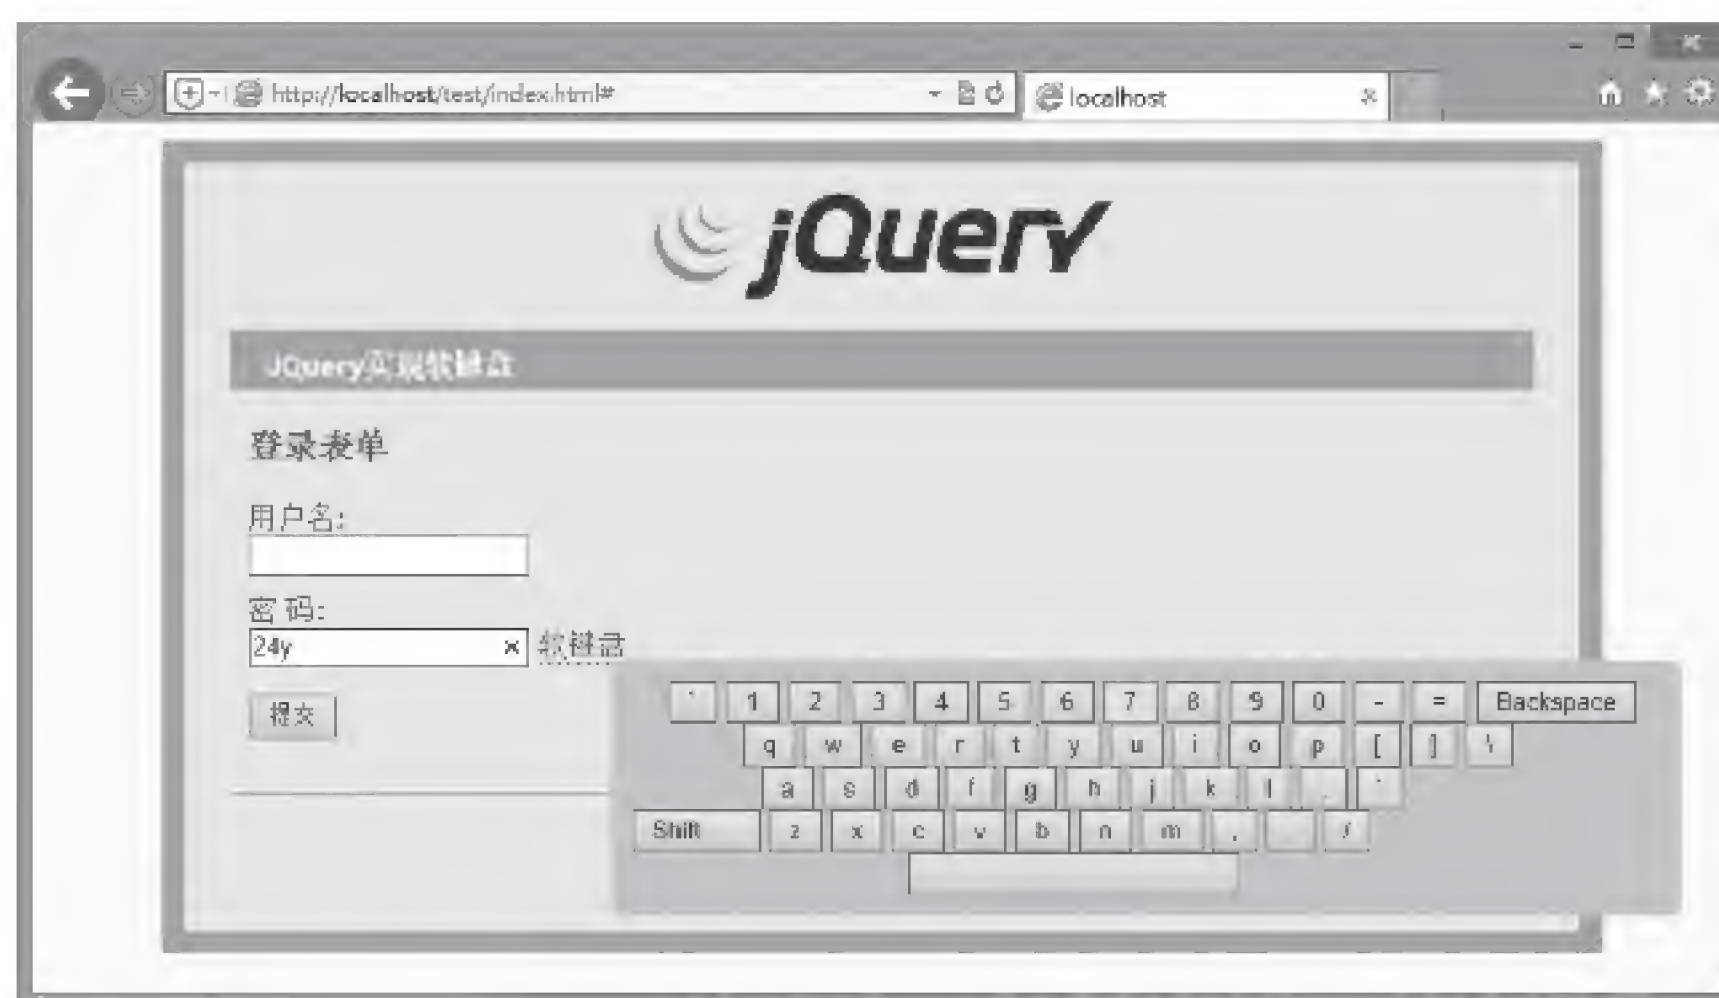 http://localhost/test/index.html#
localhost
jQuery
jQuery实现软键盘
登录表单
用户名:
密 码:
24y × 软键盘
提交
` 1 2 3 4 5 6 7 8 9 0 - = Backspace
q w e r t y u i o p [ ] \
a s d f g h j k l
Shift z x c v b n m , /